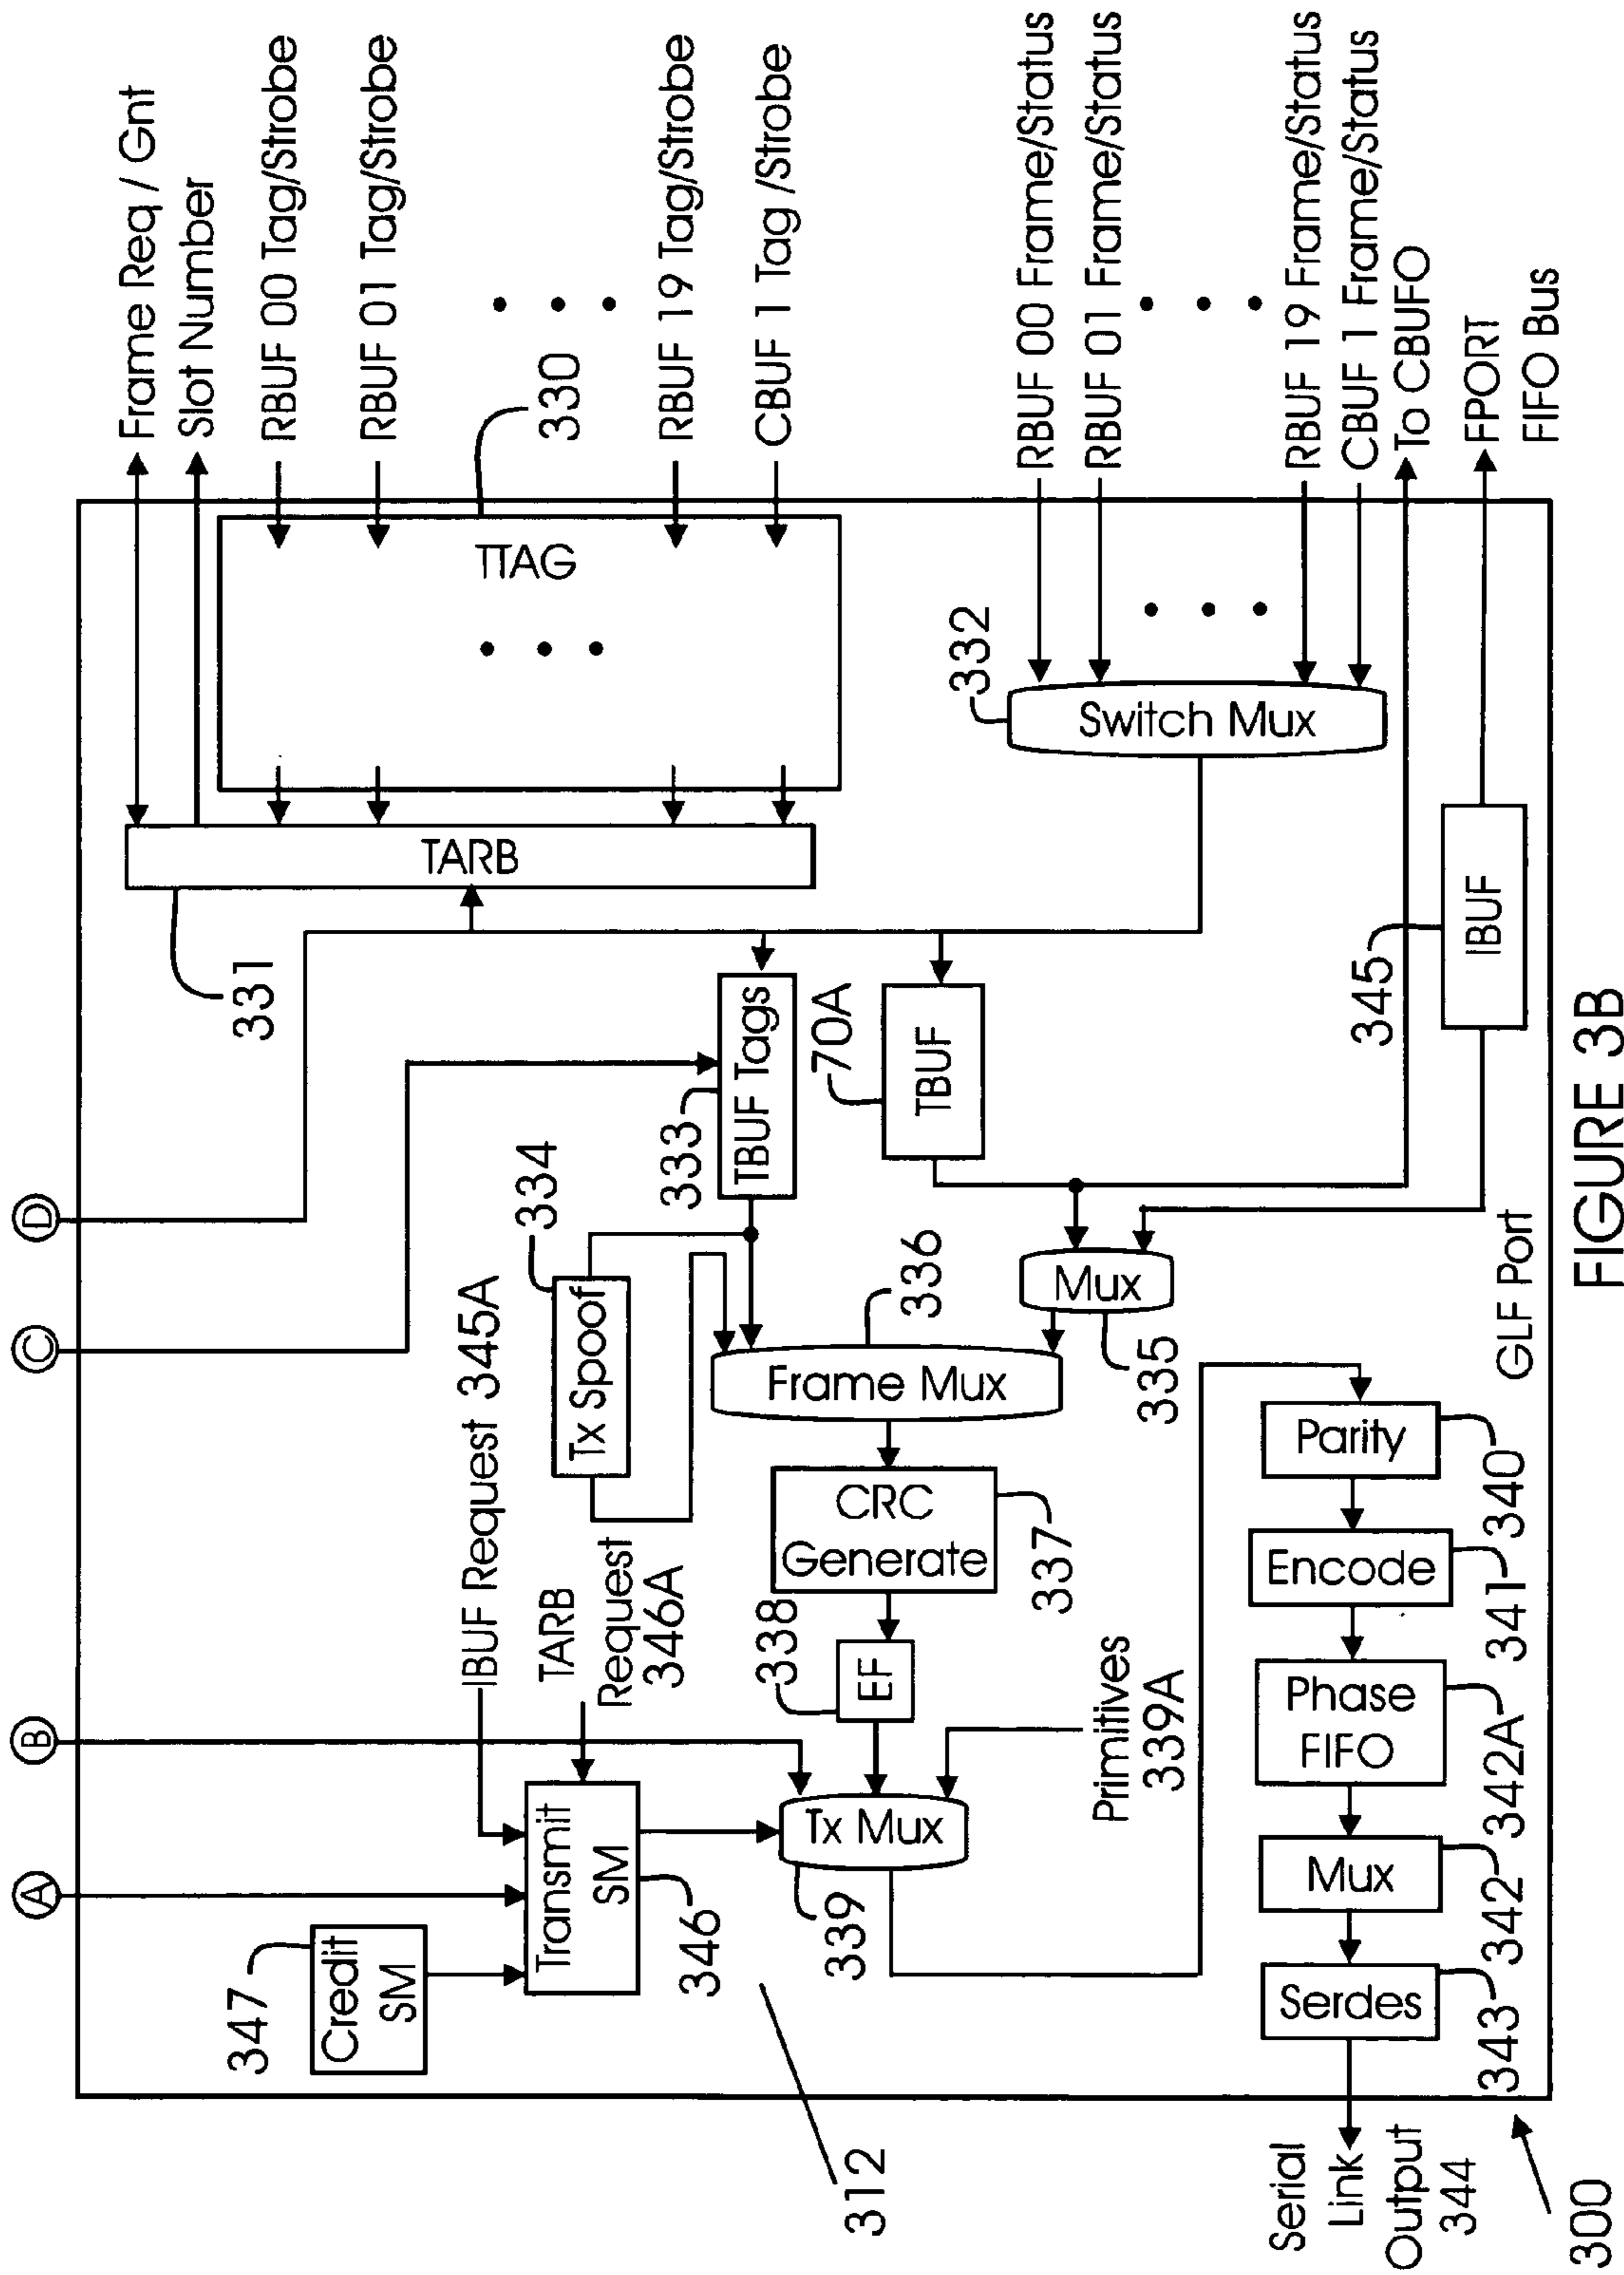 A
B
C
D
347
Credit
SM
Transmit
SM
346
IBUF Request 345A
TARB
Request
346A
312
Tx Mux
339
Primitives
339A
EF
338
CRC
Generate
337
Tx Spoof
334
Frame Mux
336
TBUF Tags
333
TBUF
70A
Mux
335
TARB
331
TTAG
330
Frame Req / Gnt
Slot Number
RBUF 00 Tag/Strobe
RBUF 01 Tag/Strobe
RBUF 19 Tag/Strobe
CBUF 1 Tag /Strobe
Switch Mux
332
RBUF 00 Frame/Status
RBUF 01 Frame/Status
RBUF 19 Frame/Status
CBUF 1 Frame/Status
To CBUFO
FPORT
FIFO Bus
IBUF
345
GLF Port
Parity
340
Encode
341
Phase
FIFO
342A
Mux
342
Serdes
343
Serial
Link
Output
344
300
FIGURE 3B